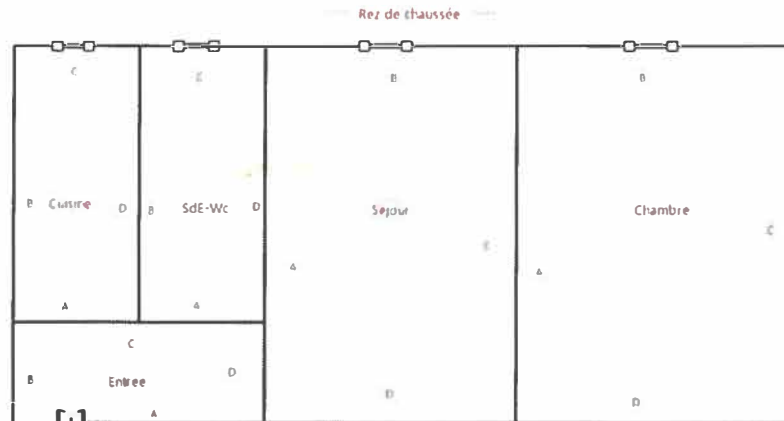 Rez de chaussée
C
B
B
B Cuisine D
B SdE-Wc D
Séjour
Chambre
C
A
A
A
A
C
B
Entrée
D
A
D
D